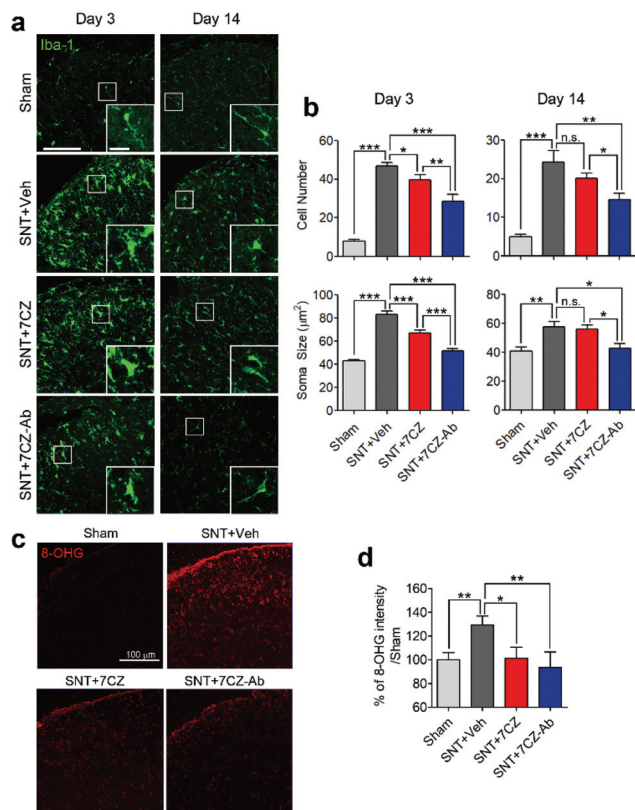 a
Day 3
Day 14
Iba-1
Sham
SNT+Veh
SNT+7CZ
SNT+7CZ-Ab
b
Day 3
Day 14
Cell Number
60
40
20
0
***
*
***
**
30
20
10
0
***
n.s.
**
*
Soma Size (μm²)
100
80
60
40
20
0
***
***
***
***
80
60
40
20
0
**
n.s.
*
*
Sham
SNT+Veh
SNT+7CZ
SNT+7CZ-Ab
Sham
SNT+Veh
SNT+7CZ
SNT+7CZ-Ab
c
Sham
SNT+Veh
8-OHG
100 μm
SNT+7CZ
SNT+7CZ-Ab
d
% of 8-OHG intensity
/Sham
160
140
120
100
80
60
**
*
**
Sham
SNT+Veh
SNT+7CZ
SNT+7CZ-Ab